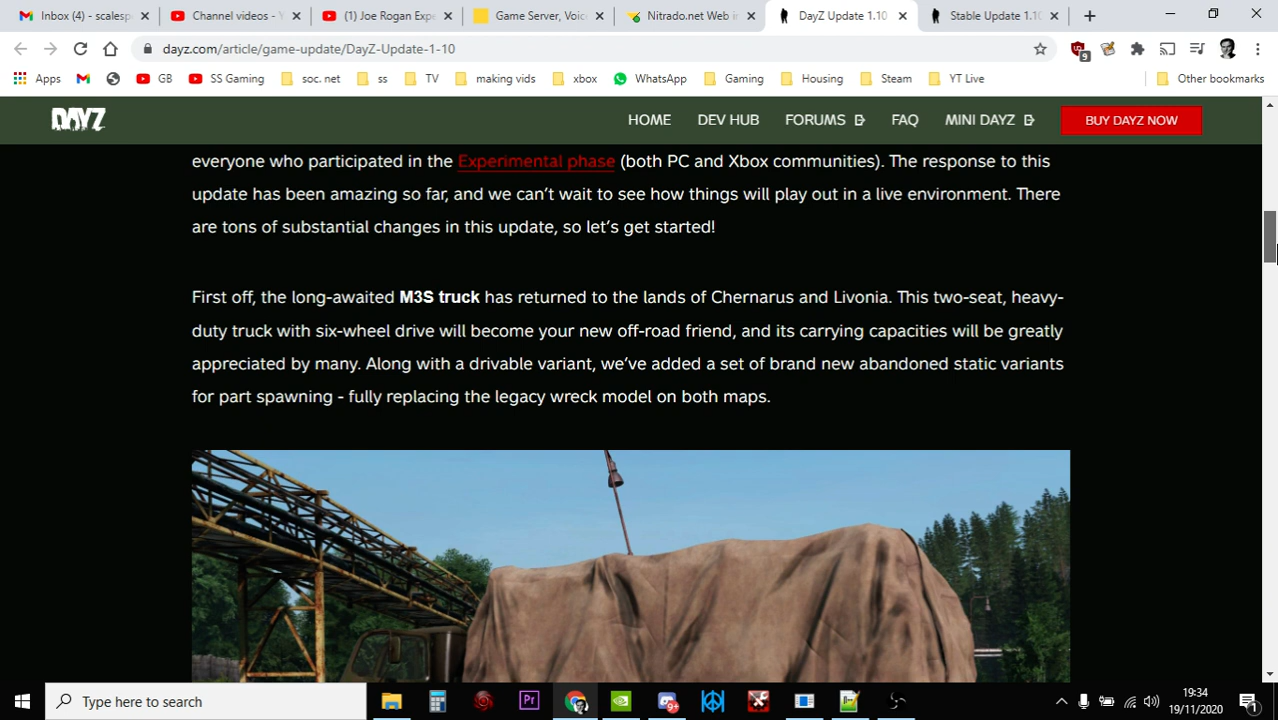 Inbox (4) - scalesp
Channel videos - Y
(1) Joe Rogan Expe
Game Server, Voic
Nitrado.net Web in
DayZ Update 1.10
Stable Update 1.10
dayz.com/article/game-update/DayZ-Update-1-10
9
Apps
GB
SS Gaming
soc. net
ss
TV
making vids
xbox
WhatsApp
Gaming
Housing
Steam
YT Live
Other bookmarks
DAYZ
HOME
DEV HUB
FORUMS
FAQ
MINI DAYZ
BUY DAYZ NOW
everyone who participated in the Experimental phase (both PC and Xbox communities). The response to this
update has been amazing so far, and we can't wait to see how things will play out in a live environment. There
are tons of substantial changes in this update, so let's get started!
First off, the long-awaited M3S truck has returned to the lands of Chernarus and Livonia. This two-seat, heavy-
duty truck with six-wheel drive will become your new off-road friend, and its carrying capacities will be greatly
appreciated by many. Along with a drivable variant, we've added a set of brand new abandoned static variants
for part spawning - fully replacing the legacy wreck model on both maps.
Type here to search
Pr
9+
19:34
19/11/2020
1